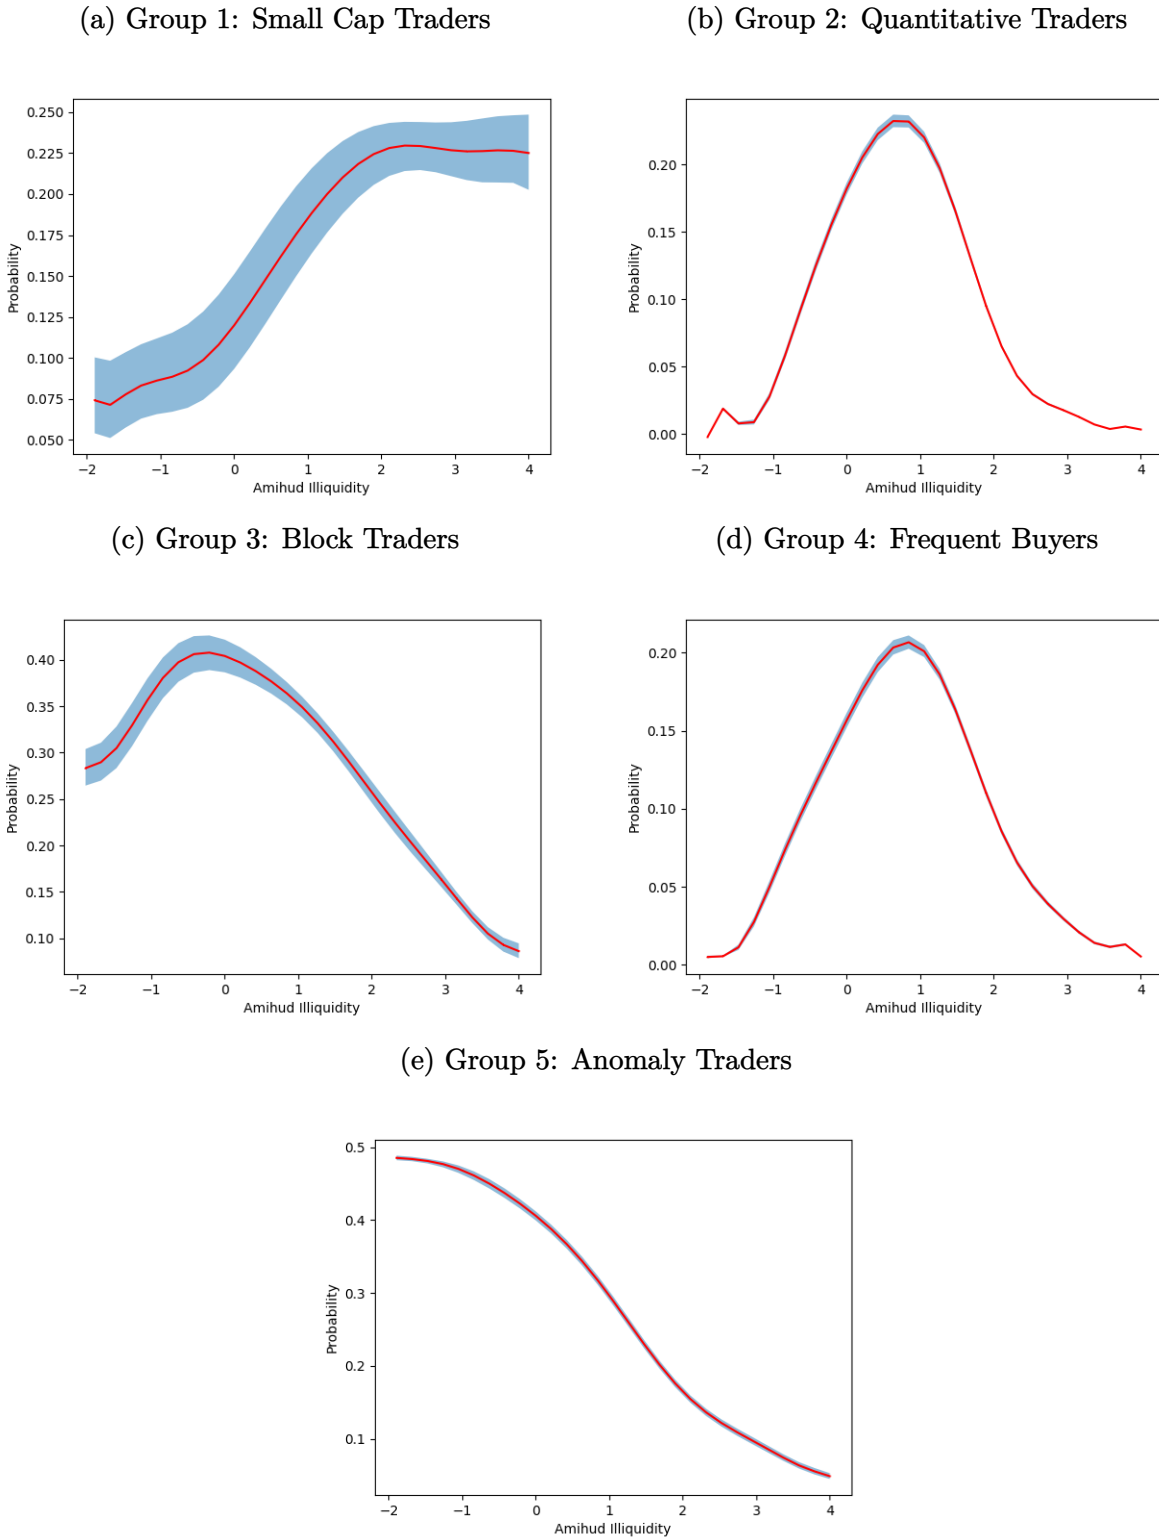 (a) Group 1: Small Cap Traders
0.250
0.225
0.200
0.175
0.150
0.125
0.100
0.075
0.050
Probability
−2 −1 0 1 2 3 4
Amihud Illiquidity
(b) Group 2: Quantitative Traders
0.20
0.15
0.10
0.05
0.00
Probability
−2 −1 0 1 2 3 4
Amihud Illiquidity
(c) Group 3: Block Traders
0.40
0.35
0.30
0.25
0.20
0.15
0.10
Probability
−2 −1 0 1 2 3 4
Amihud Illiquidity
(d) Group 4: Frequent Buyers
0.20
0.15
0.10
0.05
0.00
Probability
−2 −1 0 1 2 3 4
Amihud Illiquidity
(e) Group 5: Anomaly Traders
0.5
0.4
0.3
0.2
0.1
Probability
−2 −1 0 1 2 3 4
Amihud Illiquidity